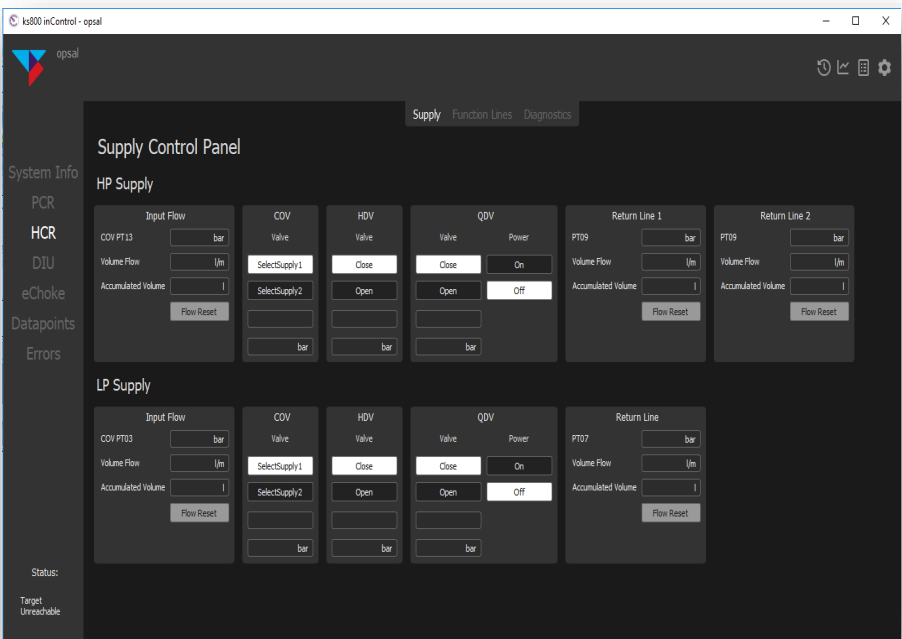 ks800 inControl - opsal
opsal
Supply Function Lines Diagnostics
System Info
PCR
HCR
DIU
eChoke
Datapoints
Errors
Status:
Target
Unreachable
Supply Control Panel
HP Supply
Input Flow
COV PT13 bar
Volume Flow l/m
Accumulated Volume l
Flow Reset
COV
Valve
SelectSupply1
SelectSupply2
bar
HDV
Valve
Close
Open
bar
QDV
Valve Power
Close On
Open Off
bar
Return Line 1
PT09 bar
Volume Flow l/m
Accumulated Volume l
Flow Reset
Return Line 2
PT09 bar
Volume Flow l/m
Accumulated Volume l
Flow Reset
LP Supply
Input Flow
COV PT03 bar
Volume Flow l/m
Accumulated Volume l
Flow Reset
COV
Valve
SelectSupply1
SelectSupply2
bar
HDV
Valve
Close
Open
bar
QDV
Valve Power
Close On
Open Off
bar
Return Line
PT07 bar
Volume Flow l/m
Accumulated Volume l
Flow Reset